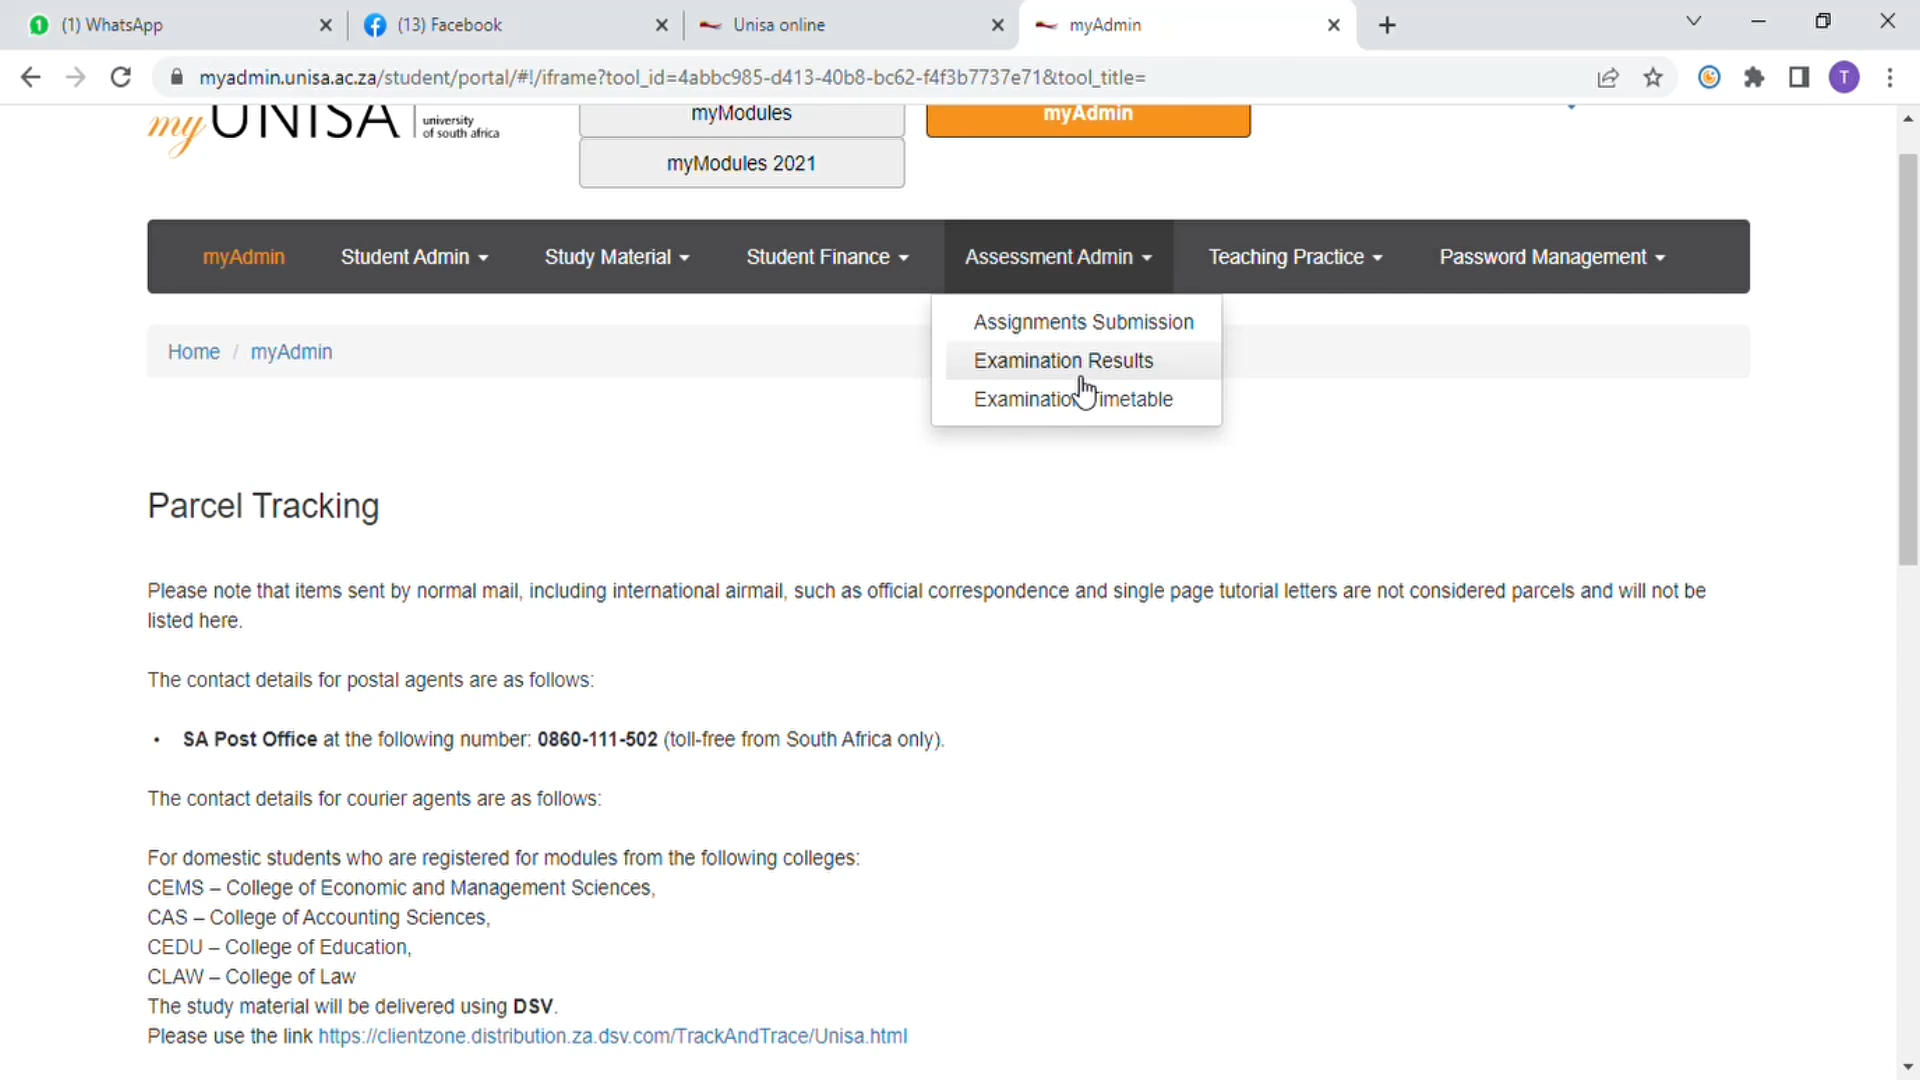 (1) WhatsApp
(13) Facebook
Unisa online
myAdmin
myadmin.unisa.ac.za/student/portal/#!/iframe?tool_id=4abbc985-d413-40b8-bc62-f4f3b7737e71&tool_title=
T
myUNISA university
of south africa
myModules
myAdmin
myModules 2021
myAdmin Student Admin Study Material Student Finance Assessment Admin Teaching Practice Password Management
Assignments Submission
Home / myAdmin
Examination Results
Examination Timetable
Parcel Tracking
Please note that items sent by normal mail, including international airmail, such as official correspondence and single page tutorial letters are not considered parcels and will not be
listed here.
The contact details for postal agents are as follows:
• SA Post Office at the following number: 0860-111-502 (toll-free from South Africa only).
The contact details for courier agents are as follows:
For domestic students who are registered for modules from the following colleges:
CEMS – College of Economic and Management Sciences,
CAS – College of Accounting Sciences,
CEDU – College of Education,
CLAW – College of Law
The study material will be delivered using DSV.
Please use the link https://clientzone.distribution.za.dsv.com/TrackAndTrace/Unisa.html